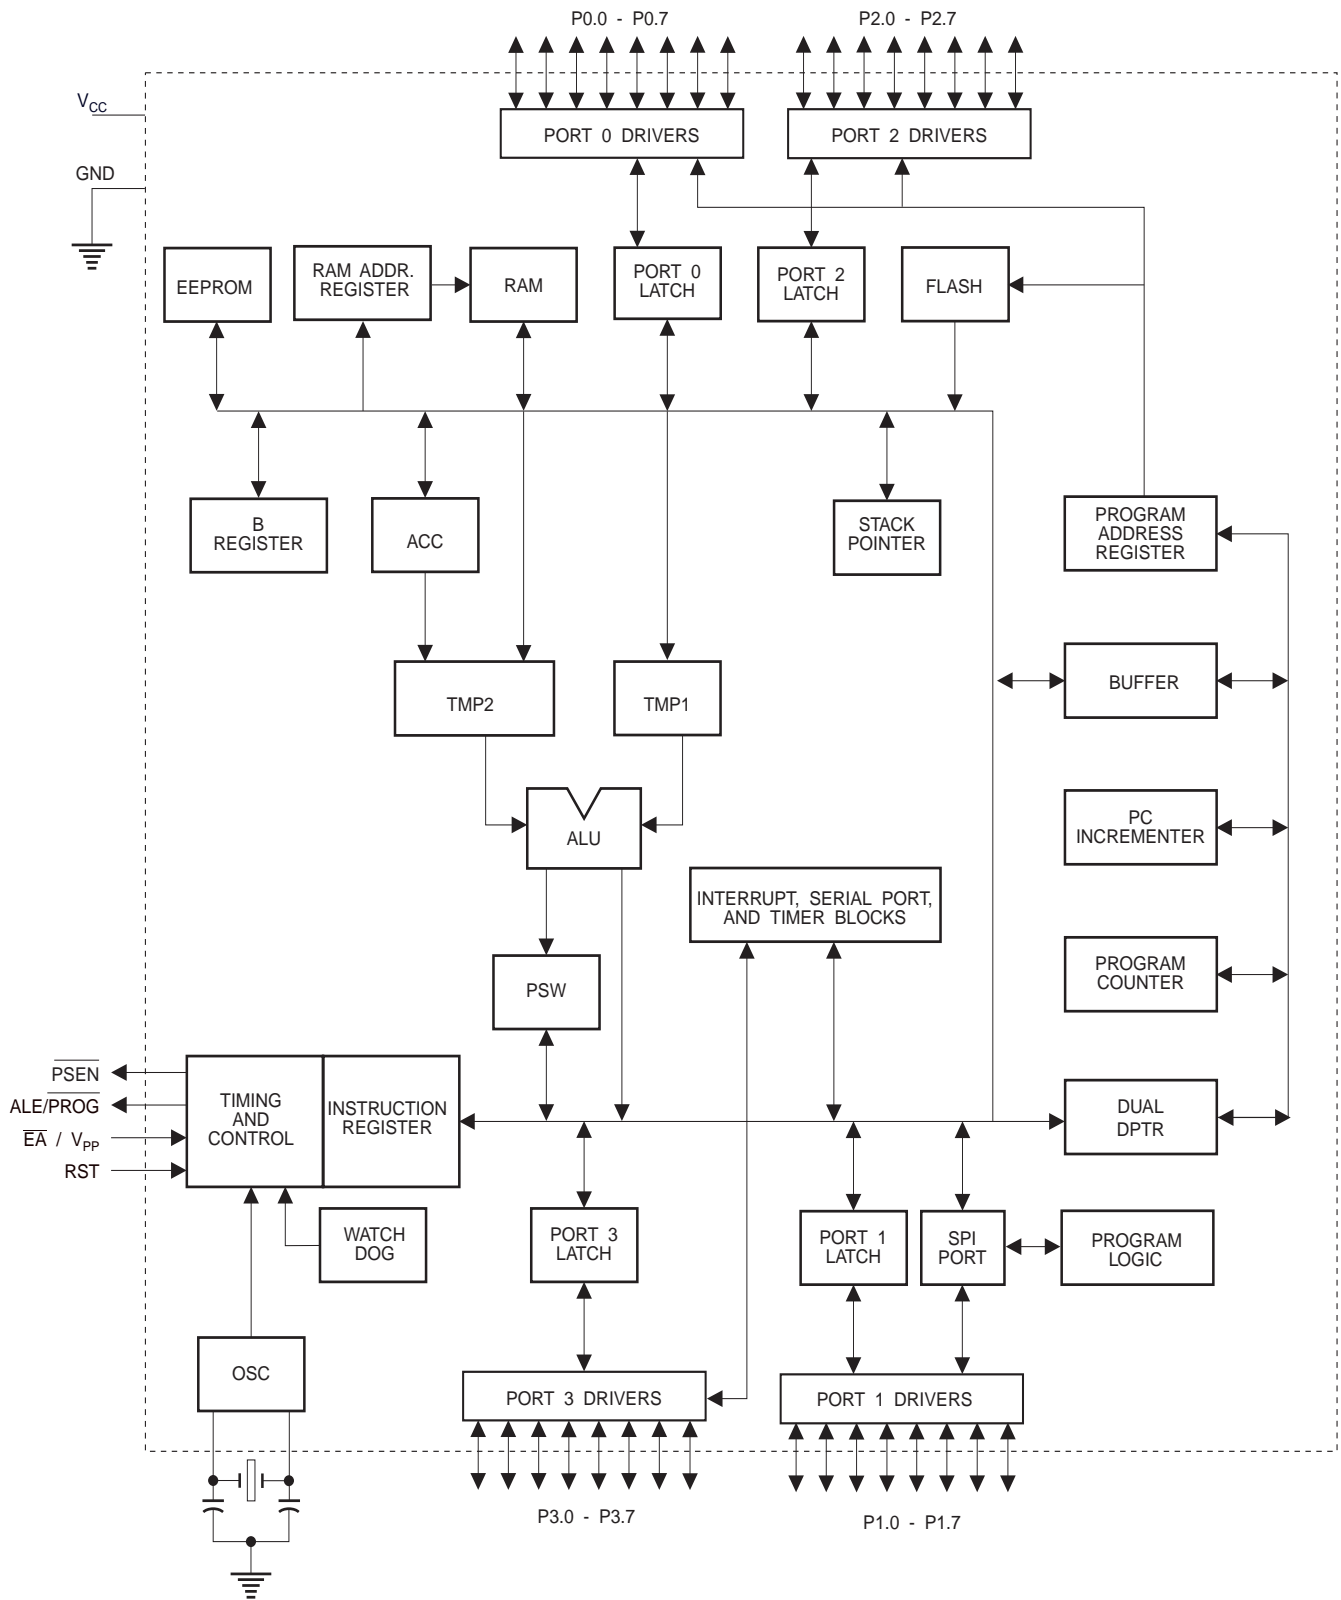 P0.0 - P0.7
P2.0 - P2.7
VCC
PORT 0 DRIVERS
PORT 2 DRIVERS
GND
EEPROM
RAM ADDR.
REGISTER
RAM
PORT 0
LATCH
PORT 2
LATCH
FLASH
B
REGISTER
ACC
STACK
POINTER
PROGRAM
ADDRESS
REGISTER
TMP2
TMP1
BUFFER
ALU
PC
INCREMENTER
INTERRUPT, SERIAL PORT,
AND TIMER BLOCKS
PSW
PROGRAM
COUNTER
PSEN
ALE/PROG
EA / VPP
RST
TIMING
AND
CONTROL
INSTRUCTION
REGISTER
DUAL
DPTR
WATCH
DOG
PORT 3
LATCH
PORT 1
LATCH
SPI
PORT
PROGRAM
LOGIC
OSC
PORT 3 DRIVERS
PORT 1 DRIVERS
P3.0 - P3.7
P1.0 - P1.7